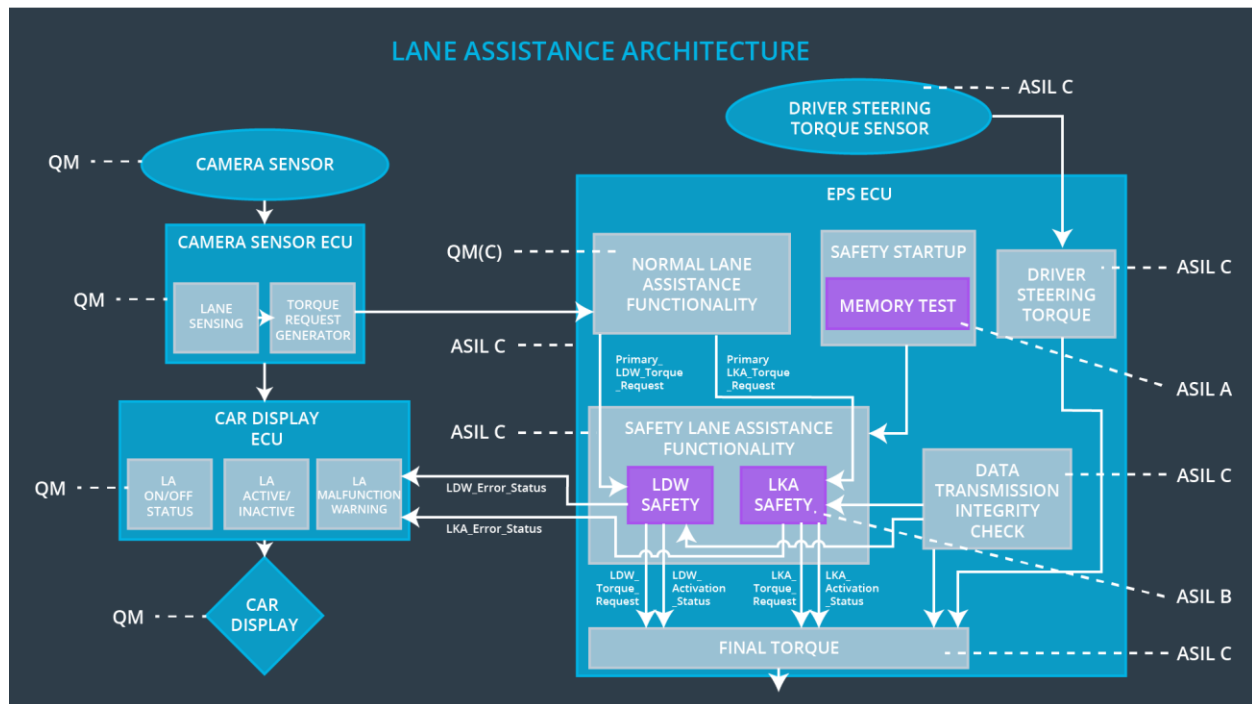 LANE ASSISTANCE ARCHITECTURE
QM
CAMERA SENSOR
CAMERA SENSOR ECU
QM
LANE
SENSING
TORQUE
REQUEST
GENERATOR
CAR DISPLAY
ECU
QM
LA
ON/OFF
STATUS
LA
ACTIVE/
INACTIVE
LA
MALFUNCTION
WARNING
QM
CAR
DISPLAY
ASIL C
DRIVER STEERING
TORQUE SENSOR
EPS ECU
QM(C)
NORMAL LANE
ASSISTANCE
FUNCTIONALITY
SAFETY STARTUP
MEMORY TEST
DRIVER
STEERING
TORQUE
ASIL C
ASIL C
ASIL A
Primary_
LDW_Torque
_Request
Primary
LKA_Torque
_Request
ASIL C
SAFETY LANE ASSISTANCE
FUNCTIONALITY
LDW
SAFETY
LKA
SAFETY
LDW_Error_Status
LKA_Error_Status
DATA
TRANSMISSION
INTEGRITY
CHECK
ASIL C
LDW_
Torque_
Request
LDW_
Activation
_Status
LKA_
Torque_
Request
LKA_
Activation
_Status
ASIL B
FINAL TORQUE
ASIL C